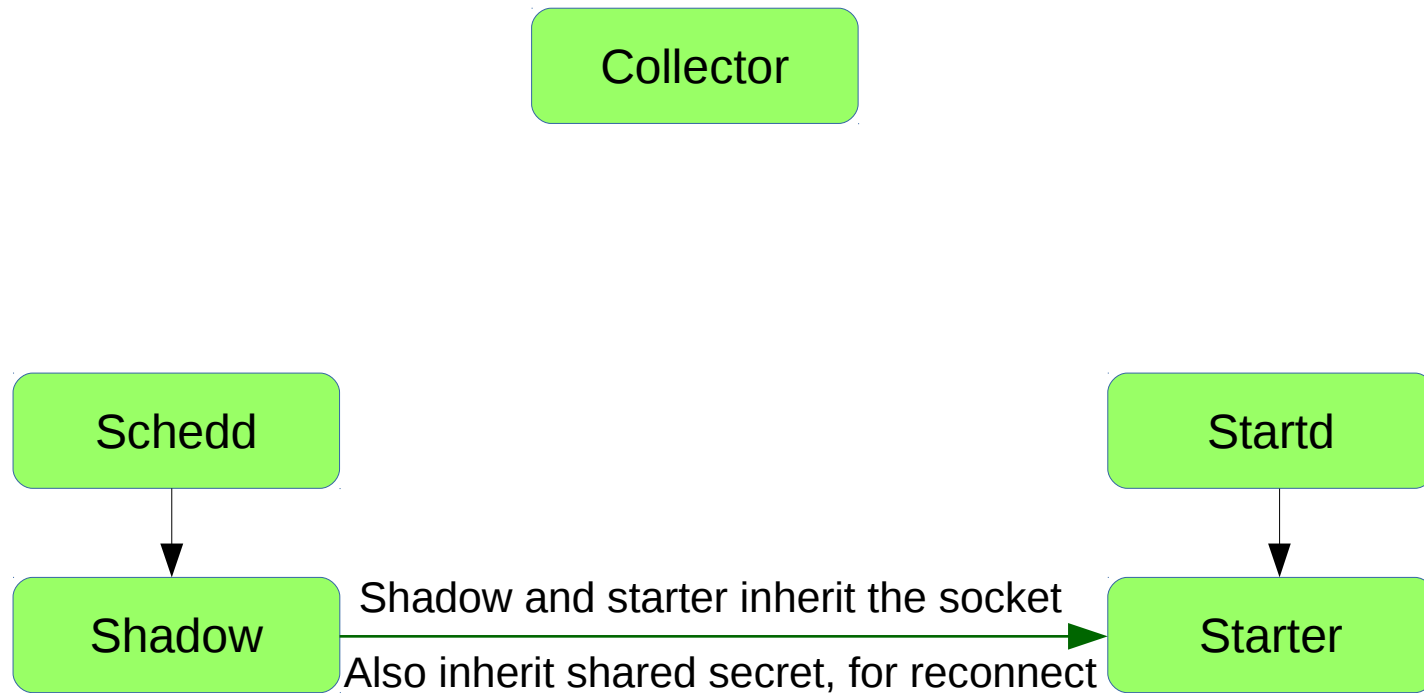 Collector
Schedd
Startd
Shadow and starter inherit the socket
Shadow
Starter
Also inherit shared secret, for reconnect